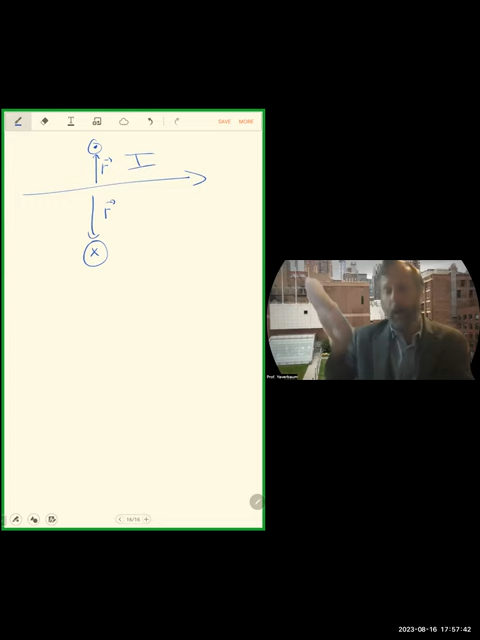 T SAVE MORE
r I
r
x
16/16
Prof. Yaverbaum
2023-08-16 17:57:42